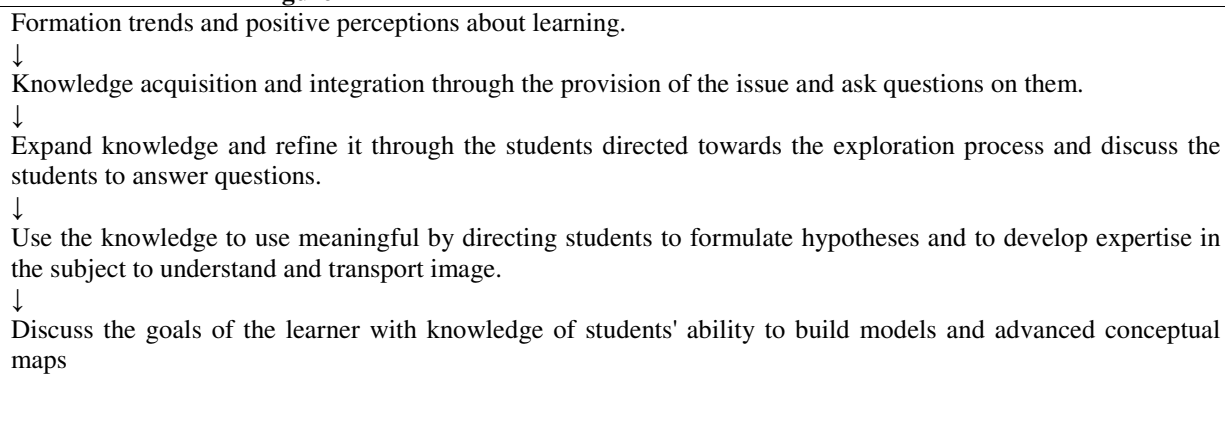 Formation trends and positive perceptions about learning.
↓
Knowledge acquisition and integration through the provision of the issue and ask questions on them.
↓
Expand knowledge and refine it through the students directed towards the exploration process and discuss the
students to answer questions.
↓
Use the knowledge to use meaningful by directing students to formulate hypotheses and to develop expertise in
the subject to understand and transport image.
↓
Discuss the goals of the learner with knowledge of students' ability to build models and advanced conceptual
maps